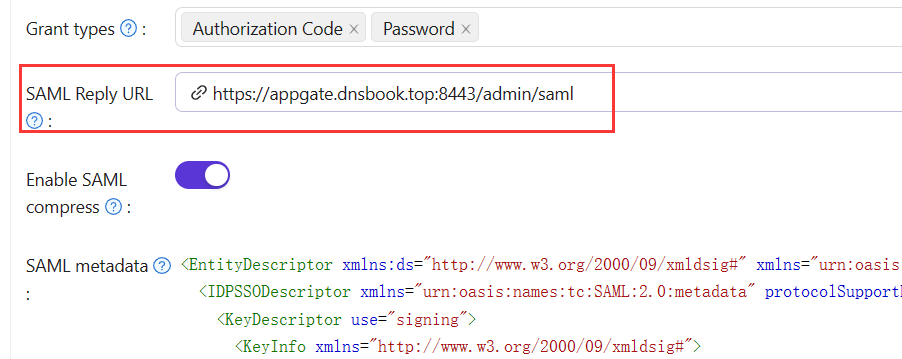 Grant types ? :
Authorization Code × Password ×
SAML Reply URL ? :
https://appgate.dnsbook.top:8443/admin/saml
Enable SAML
compress ? :
SAML metadata ? :
<EntityDescriptor xmlns:ds="http://www.w3.org/2000/09/xmldsig#" xmlns="urn:oasis
<IDPSSODescriptor xmlns="urn:oasis:names:tc:SAML:2.0:metadata" protocolSupport
<KeyDescriptor use="signing">
<KeyInfo xmlns="http://www.w3.org/2000/09/xmldsig#">